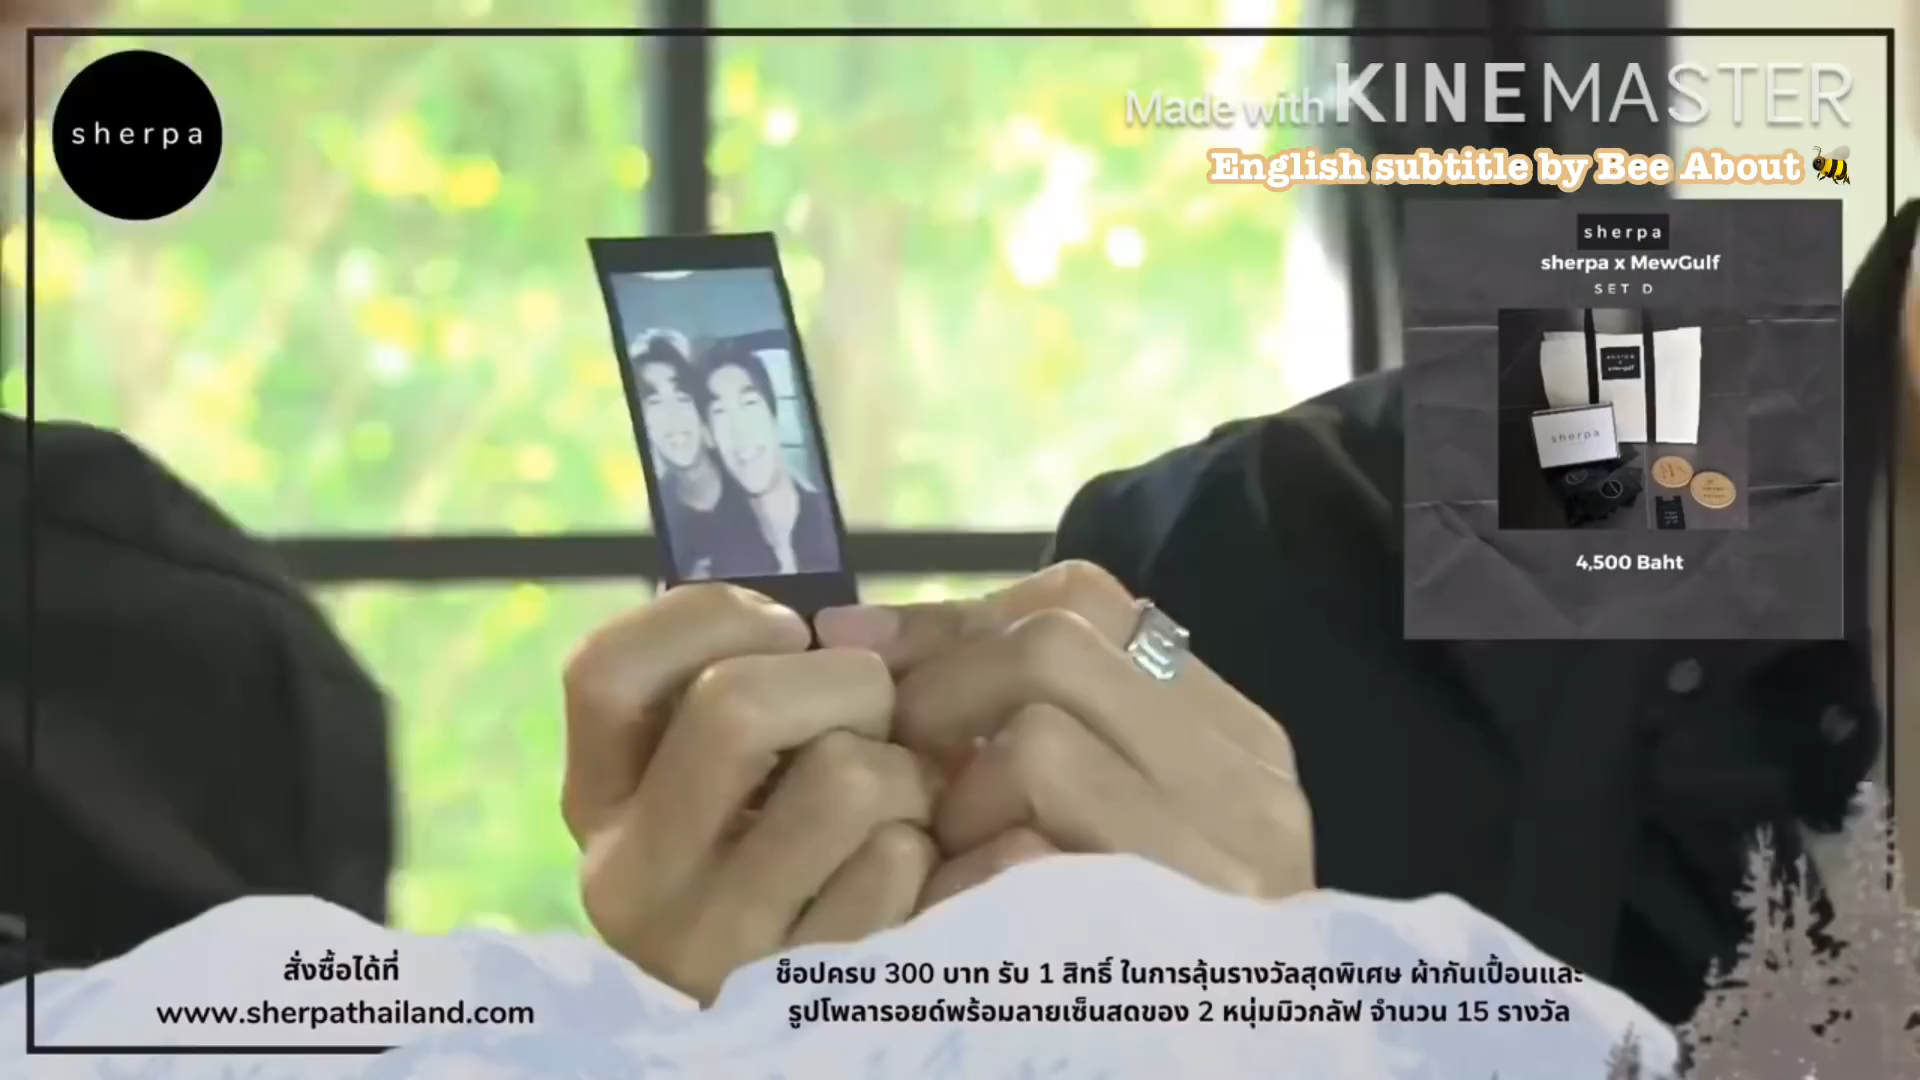 sherpa
Made with KINEMASTER
English subtitle by Bee About
sherpa
sherpa x MewGulf
SET D
sherpa
4,500 Baht
สั่งซื้อได้ที่
www.sherpathailand.com
ช็อปครบ 300 บาท รับ 1 สิทธิ์ ในการลุ้นรางวัลสุดพิเศษ ผ้ากันเปื้อนและ
รูปโพลารอยด์พร้อมลายเซ็นสดของ 2 หนุ่มมิวกลัฟ จำนวน 15 รางวัล